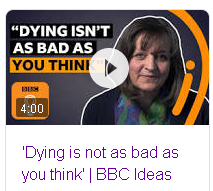 “DYING ISN’T
AS BAD AS
YOU THINK”
BBC
4:00
'Dying is not as bad as
you think' | BBC Ideas